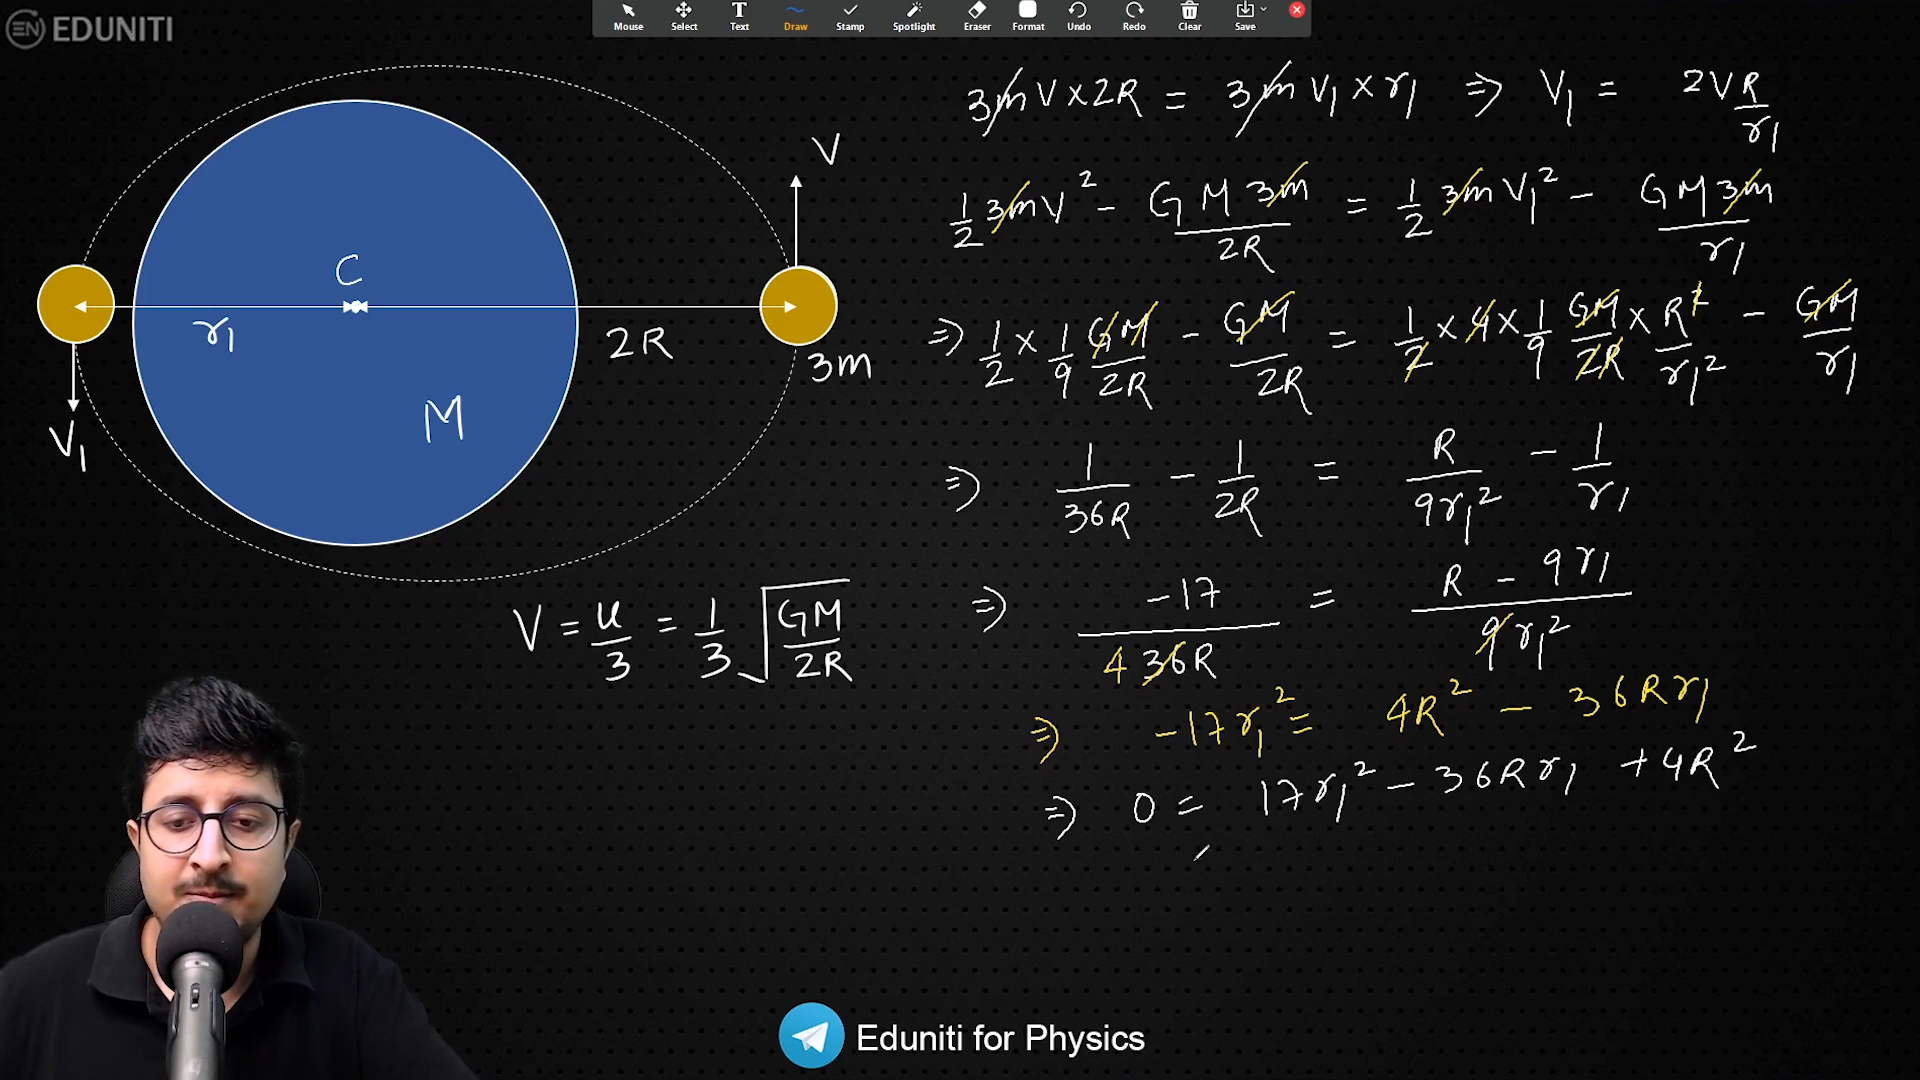 EN EDUNITI
Mouse Select Text Draw Stamp Spotlight Eraser Format Undo Redo Clear Save
V
C
r₁
2R
3m
M
V₁
V = u/3 = 1/3 √(GM/2R)
3mV×2R = 3mV₁×r₁ ⇒ V₁ = 2VR/r₁
1/2 3mV² - GM3m/2R = 1/2 3mV₁² - GM3m/r₁
⇒ 1/2 × 1/9 GM/2R - GM/2R = 1/2 × 4 × 1/9 GM/2R × R²/r₁² - GM/r₁
⇒ 1/36R - 1/2R = R/9r₁² - 1/r₁
⇒ -17/4 36R = R - 9r₁/9r₁²
⇒ -17r₁² = 4R² - 36Rr₁
⇒ 0 = 17r₁² - 36Rr₁ + 4R²
Eduniti for Physics